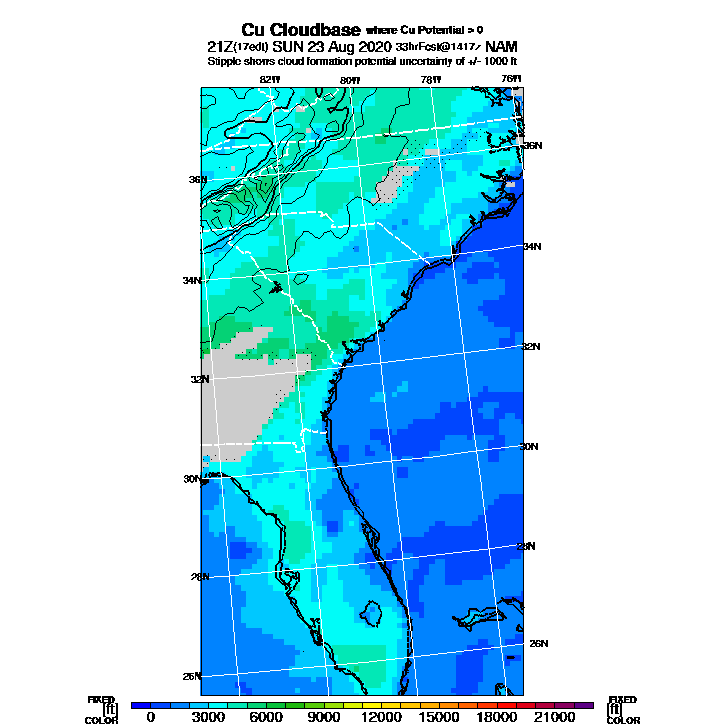 Cu Cloudbase where Cu Potential > 0
21Z(17edt) SUN 23 Aug 2020 33hrFcst@1417z NAM
Stipple shows cloud formation potential uncertainty of +/- 1000 ft
82W 80W 78W 76W
36N 36N
34N 34N
32N 32N
30N 30N
28N 28N
26N 26N
FIXED FIXED
[ft] [ft]
COLOR COLOR
0 3000 6000 9000 12000 15000 18000 21000